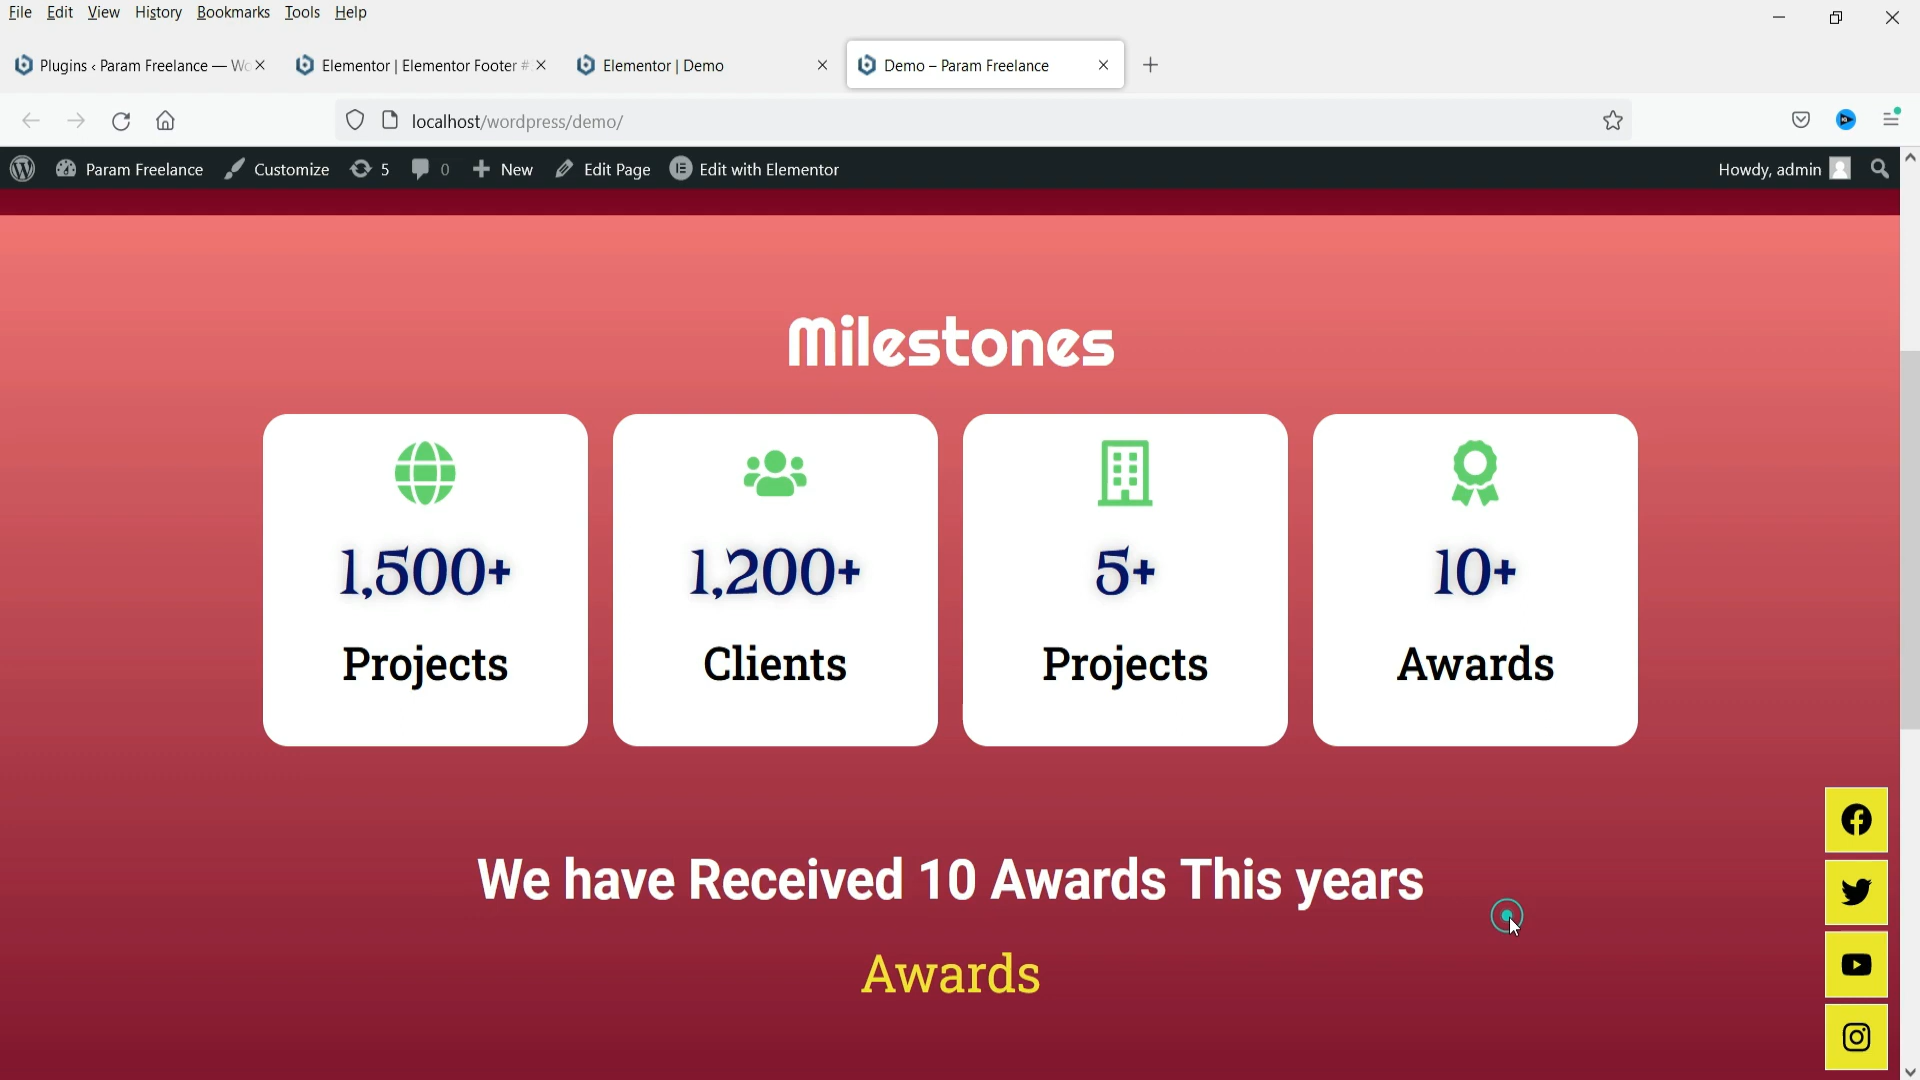 File Edit View History Bookmarks Tools Help
Plugins ‹ Param Freelance — Wo
Elementor | Elementor Footer #
Elementor | Demo
Demo – Param Freelance
localhost/wordpress/demo/
Param Freelance Customize 5 0 New Edit Page Edit with Elementor Howdy, admin
Milestones
1,500+ 1,200+ 5+ 10+
Projects Clients Projects Awards
We have Received 10 Awards This years
Awards